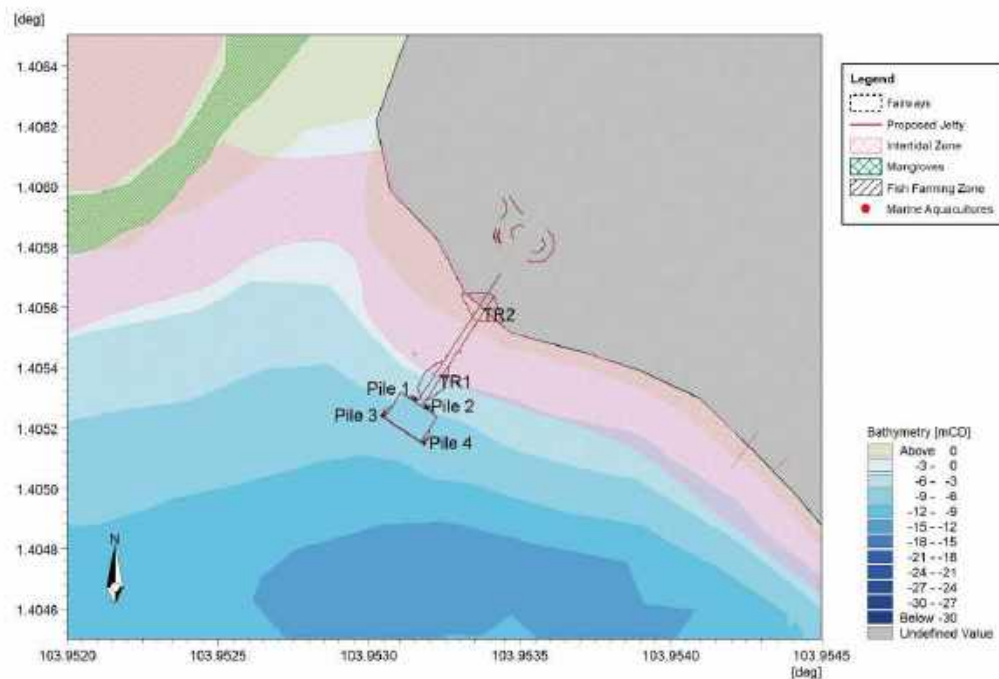 [deg]
1.4064
1.4062
1.4060
1.4058
1.4056
1.4054
1.4052
1.4050
1.4048
1.4046
TR2
TR1
Pile 1
Pile 2
Pile 3
Pile 4
N
103.9520
103.9525
103.9530
103.9535
103.9540
103.9545
[deg]
Legend
Fairways
Proposed Jetty
Intertidal Zone
Mangroves
Fish Farming Zone
Marine Aquacultures
Bathymetry [mCD]
Above 0
-3 - 0
-6 - -3
-9 - -6
-12 - -9
-15 - -12
-18 - -15
-21 - -18
-24 - -21
-27 - -24
-30 - -27
Below -30
Undefined Value